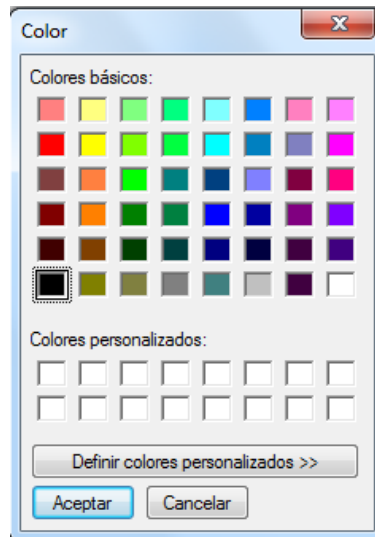 Color
Colores básicos:
Colores personalizados:
Definir colores personalizados >>
Aceptar
Cancelar